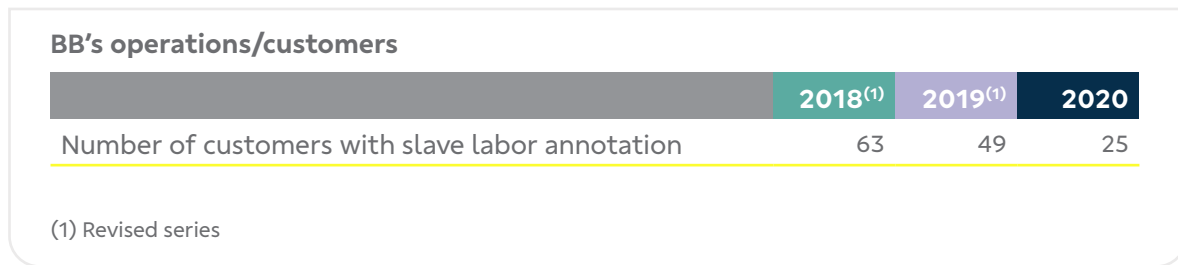 BB's operations/customers
2018(1) 2019(1) 2020
Number of customers with slave labor annotation 63 49 25
(1) Revised series